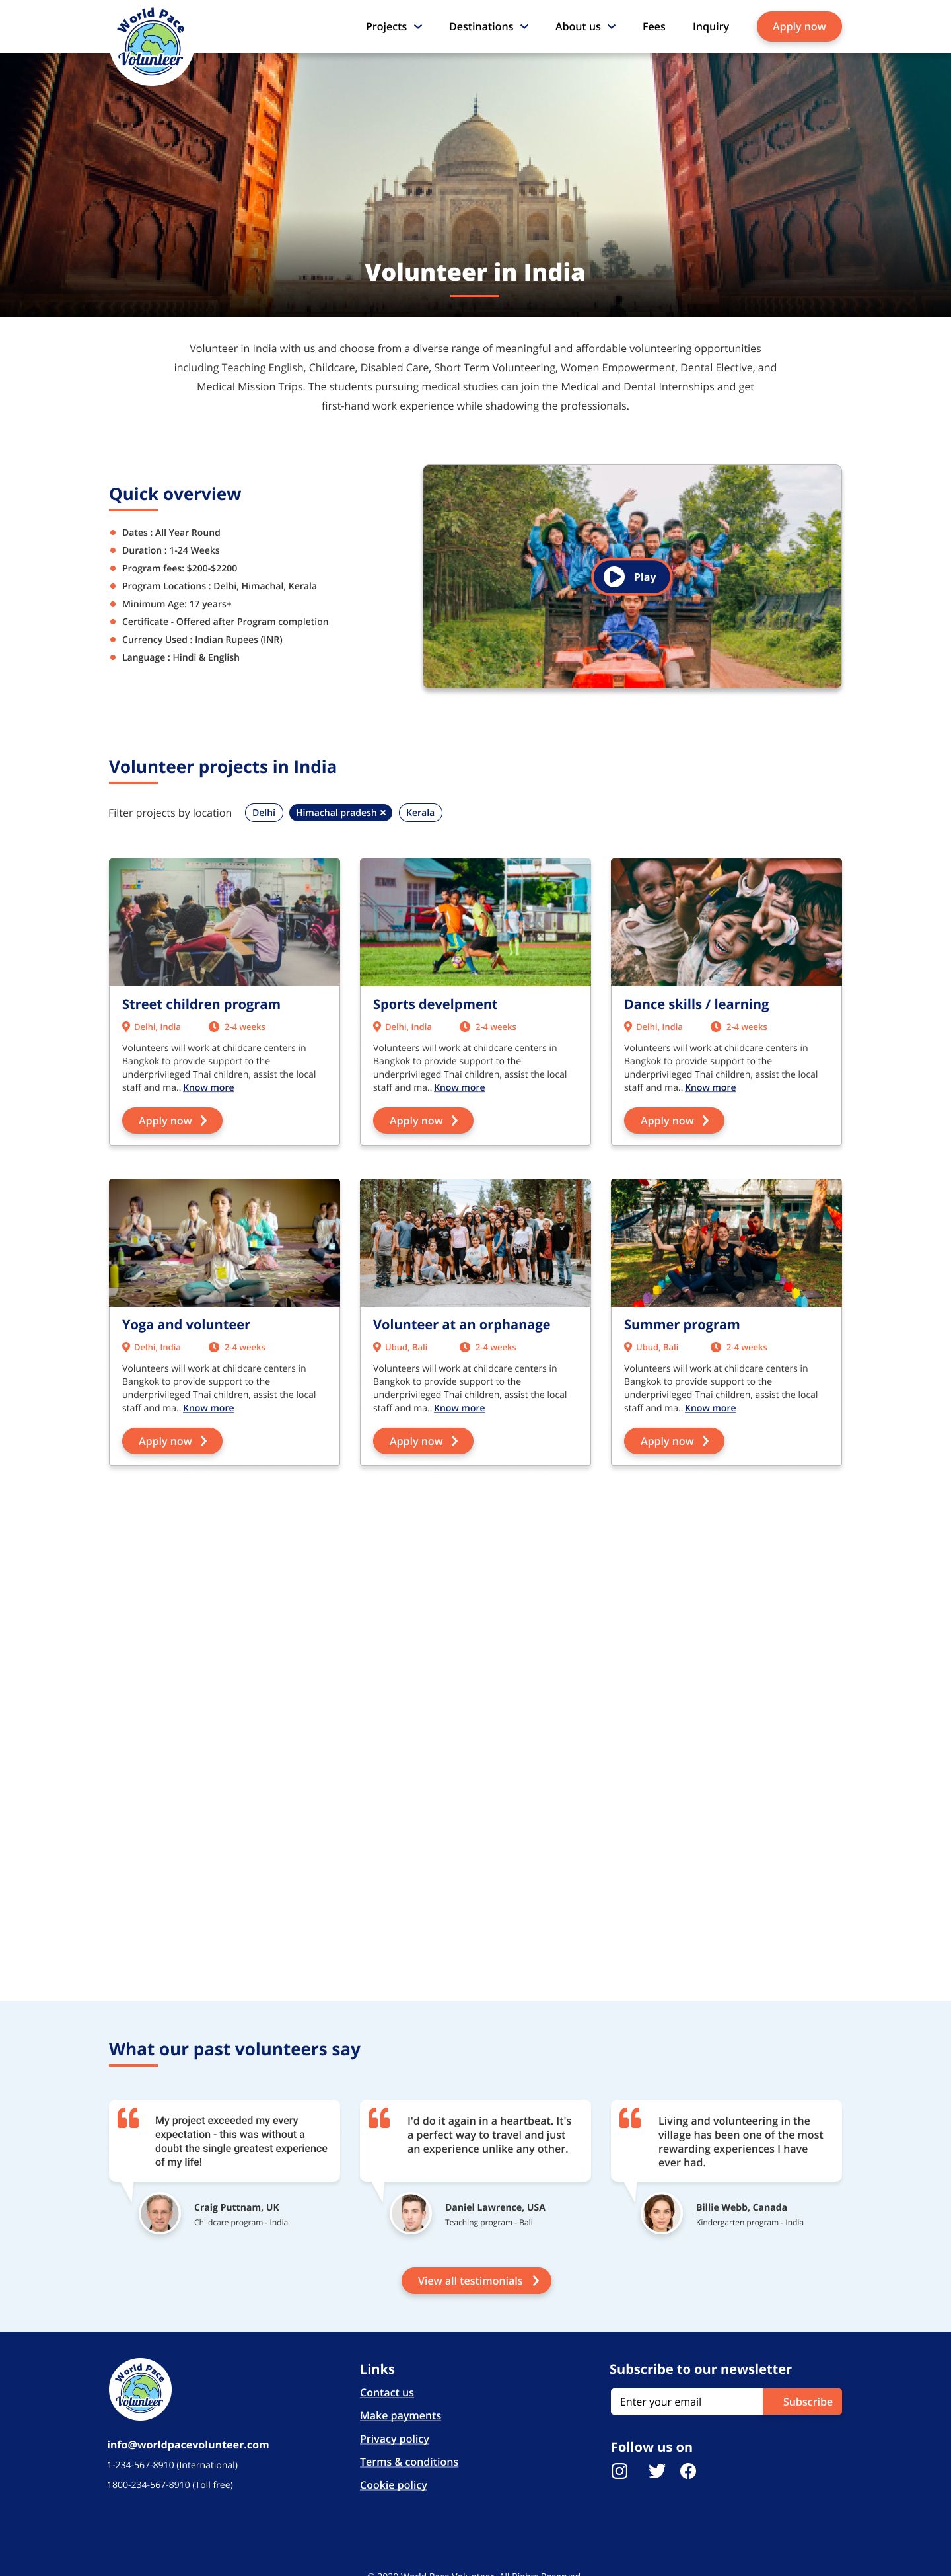 World Pace
Volunteer
Projects
Destinations
About us
Fees
Inquiry
Apply now
Volunteer in India
Volunteer in India with us and choose from a diverse range of meaningful and affordable volunteering opportunities
including Teaching English, Childcare, Disabled Care, Short Term Volunteering, Women Empowerment, Dental Elective, and
Medical Mission Trips. The students pursuing medical studies can join the Medical and Dental Internships and get
first-hand work experience while shadowing the professionals.
Quick overview
Dates : All Year Round
Duration : 1-24 Weeks
Program fees: $200-$2200
Program Locations : Delhi, Himachal, Kerala
Minimum Age: 17 years+
Certificate - Offered after Program completion
Currency Used : Indian Rupees (INR)
Language : Hindi & English
Play
Volunteer projects in India
Filter projects by location
Delhi
Himachal pradesh
Kerala
Street children program
Delhi, India
2-4 weeks
Volunteers will work at childcare centers in
Bangkok to provide support to the
underprivileged Thai children, assist the local
staff and ma.. Know more
Apply now
Sports develpment
Delhi, India
2-4 weeks
Volunteers will work at childcare centers in
Bangkok to provide support to the
underprivileged Thai children, assist the local
staff and ma.. Know more
Apply now
Dance skills / learning
Delhi, India
2-4 weeks
Volunteers will work at childcare centers in
Bangkok to provide support to the
underprivileged Thai children, assist the local
staff and ma.. Know more
Apply now
Yoga and volunteer
Delhi, India
2-4 weeks
Volunteers will work at childcare centers in
Bangkok to provide support to the
underprivileged Thai children, assist the local
staff and ma.. Know more
Apply now
Volunteer at an orphanage
Ubud, Bali
2-4 weeks
Volunteers will work at childcare centers in
Bangkok to provide support to the
underprivileged Thai children, assist the local
staff and ma.. Know more
Apply now
Summer program
Ubud, Bali
2-4 weeks
Volunteers will work at childcare centers in
Bangkok to provide support to the
underprivileged Thai children, assist the local
staff and ma.. Know more
Apply now
What our past volunteers say
My project exceeded my every
expectation - this was without a
doubt the single greatest experience
of my life!
Craig Puttnam, UK
Childcare program - India
I'd do it again in a heartbeat. It's
a perfect way to travel and just
an experience unlike any other.
Daniel Lawrence, USA
Teaching program - Bali
Living and volunteering in the
village has been one of the most
rewarding experiences I have
ever had.
Billie Webb, Canada
Kindergarten program - India
View all testimonials
World Pace
Volunteer
info@worldpacevolunteer.com
1-234-567-8910 (International)
1800-234-567-8910 (Toll free)
Links
Contact us
Make payments
Privacy policy
Terms & conditions
Cookie policy
Subscribe to our newsletter
Enter your email
Subscribe
Follow us on
© 2020 World Pace Volunteer. All Rights Reserved